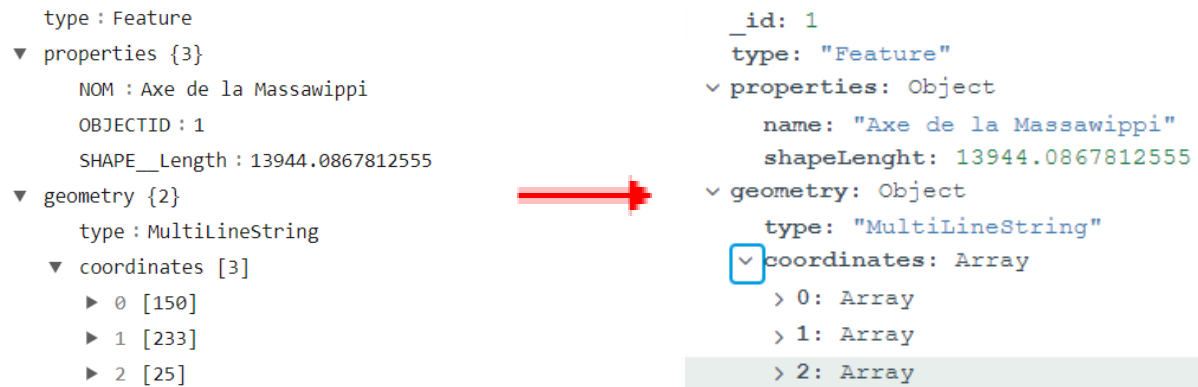 type : Feature
▼ properties {3}
NOM : Axe de la Massawippi
OBJECTID : 1
SHAPE__Length : 13944.0867812555
▼ geometry {2}
type : MultiLineString
▼ coordinates [3]
▶ 0 [150]
▶ 1 [233]
▶ 2 [25]
_id: 1
type: "Feature"
properties: Object
name: "Axe de la Massawippi"
shapeLenght: 13944.0867812555
geometry: Object
type: "MultiLineString"
coordinates: Array
0: Array
1: Array
2: Array